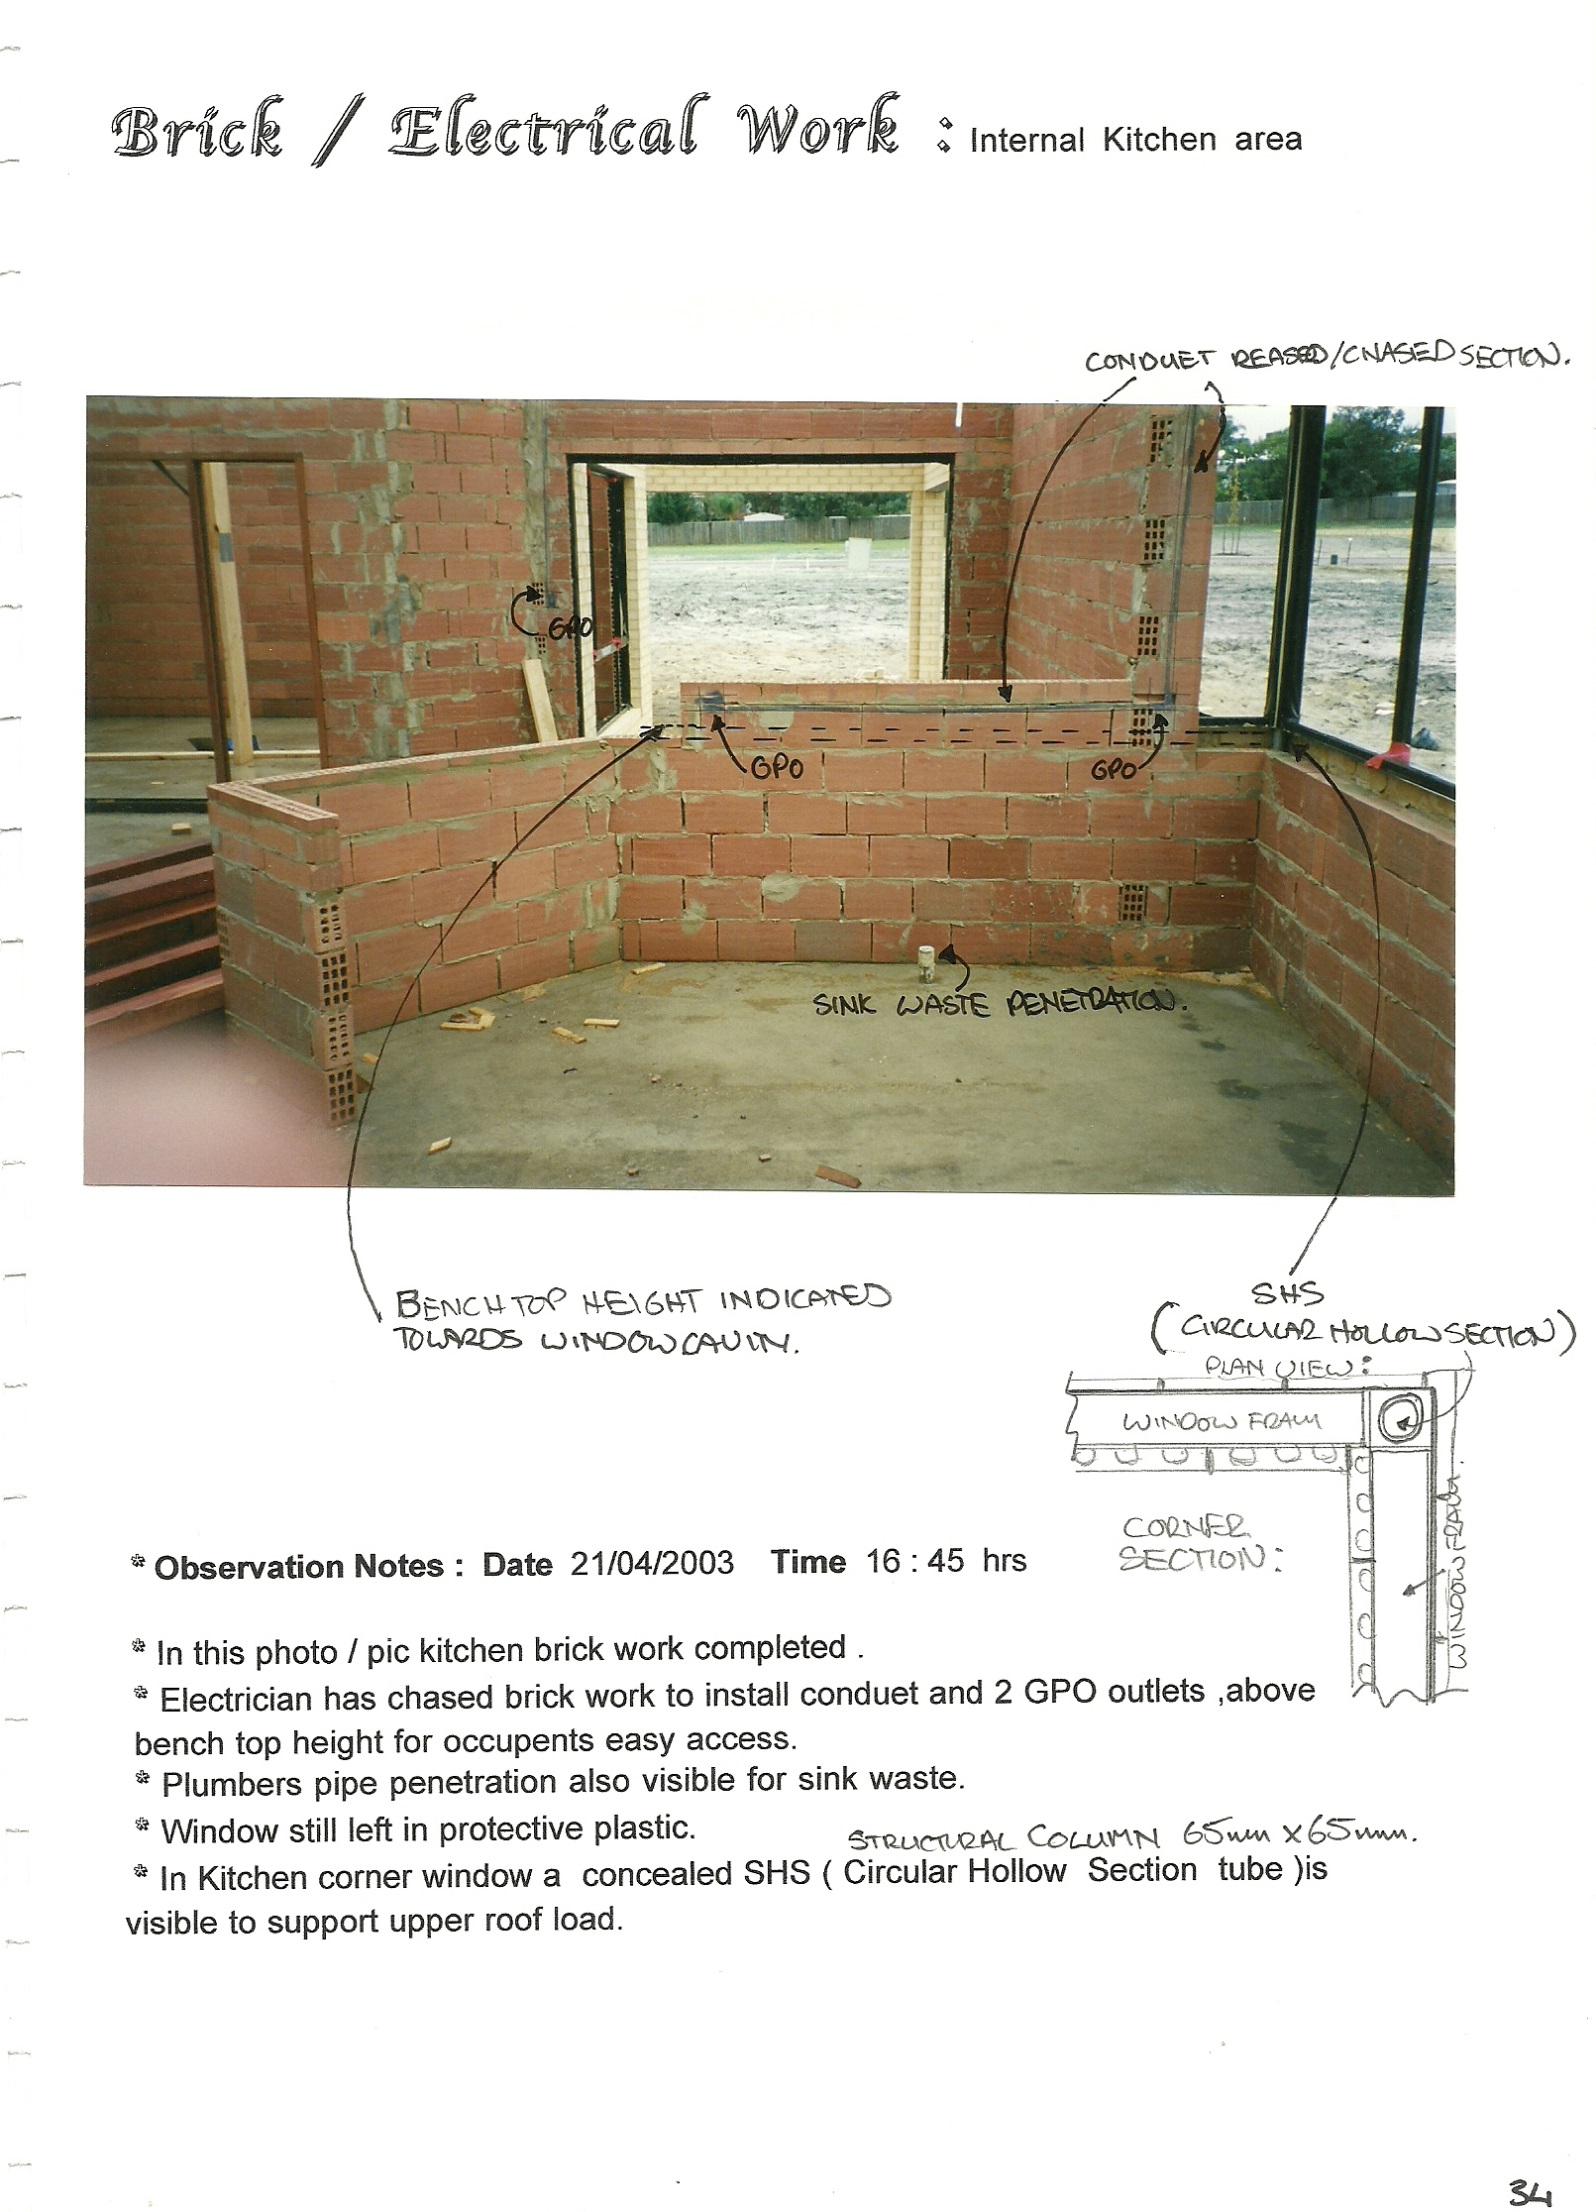 Brick / Electrical Work : Internal Kitchen area
CONDUET REASED/CHASED SECTION.
GPO
GPO
GPO
SINK WASTE PENETRATION.
BENCH TOP HEIGHT INDICATED
TOWARDS WINDOW CAVITY.
SHS
(CIRCULAR HOLLOW SECTION)
PLAN VIEW:
WINDOW FRAM
WINDOW FRAM.
CORNER
SECTION:
* Observation Notes : Date 21/04/2003 Time 16 : 45 hrs
* In this photo / pic kitchen brick work completed .
* Electrician has chased brick work to install conduet and 2 GPO outlets ,above
bench top height for occupents easy access.
* Plumbers pipe penetration also visible for sink waste.
* Window still left in protective plastic.
STRUCTURAL COLUMN 65mm X 65mm.
* In Kitchen corner window a concealed SHS ( Circular Hollow Section tube )is
visible to support upper roof load.
34